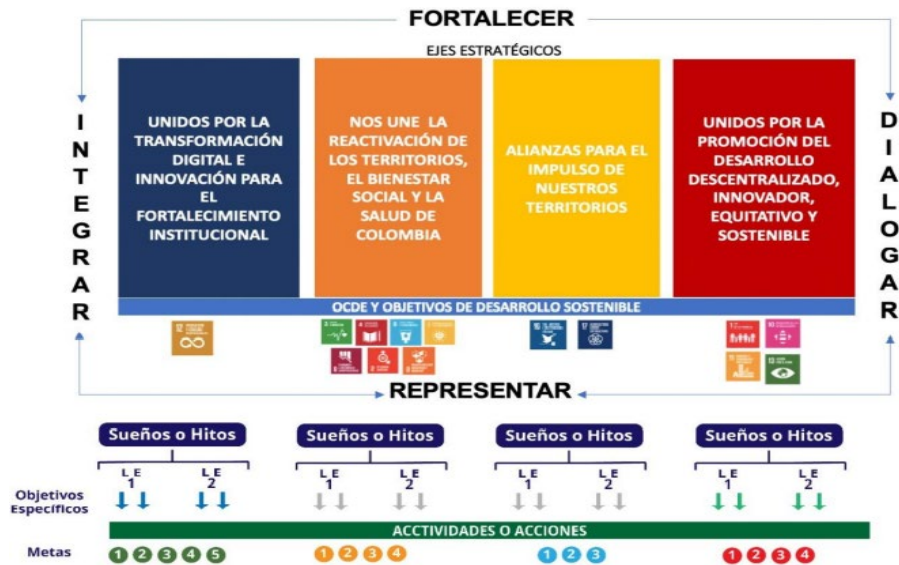 FORTALECER
EJES ESTRATÉGICOS
INTEGRAR
DIALOGAR
UNIDOS POR LA
TRANSFORMACIÓN
DIGITAL E
INNOVACIÓN PARA
EL
FORTALECIMIENTO
INSTITUCIONAL
NOS UNE LA
REACTIVACIÓN DE
LOS TERRITORIOS,
EL BIENESTAR
SOCIAL Y LA
SALUD DE
COLOMBIA
ALIANZAS PARA EL
IMPULSO DE
NUESTROS
TERRITORIOS
UNIDOS POR LA
PROMOCIÓN DEL
DESARROLLO
DESCENTRALIZADO,
INNOVADOR,
EQUITATIVO Y
SOSTENIBLE
OCDE Y OBJETIVOS DE DESARROLLO SOSTENIBLE
REPRESENTAR
Sueños o Hitos Sueños o Hitos Sueños o Hitos Sueños o Hitos
L E L E L E L E
1 2 1 2 1 2 1 2
Objetivos
Específicos
ACCTIVIDADES O ACCIONES
Metas 1 2 3 4 5 1 2 3 4 1 2 3 1 2 3 4